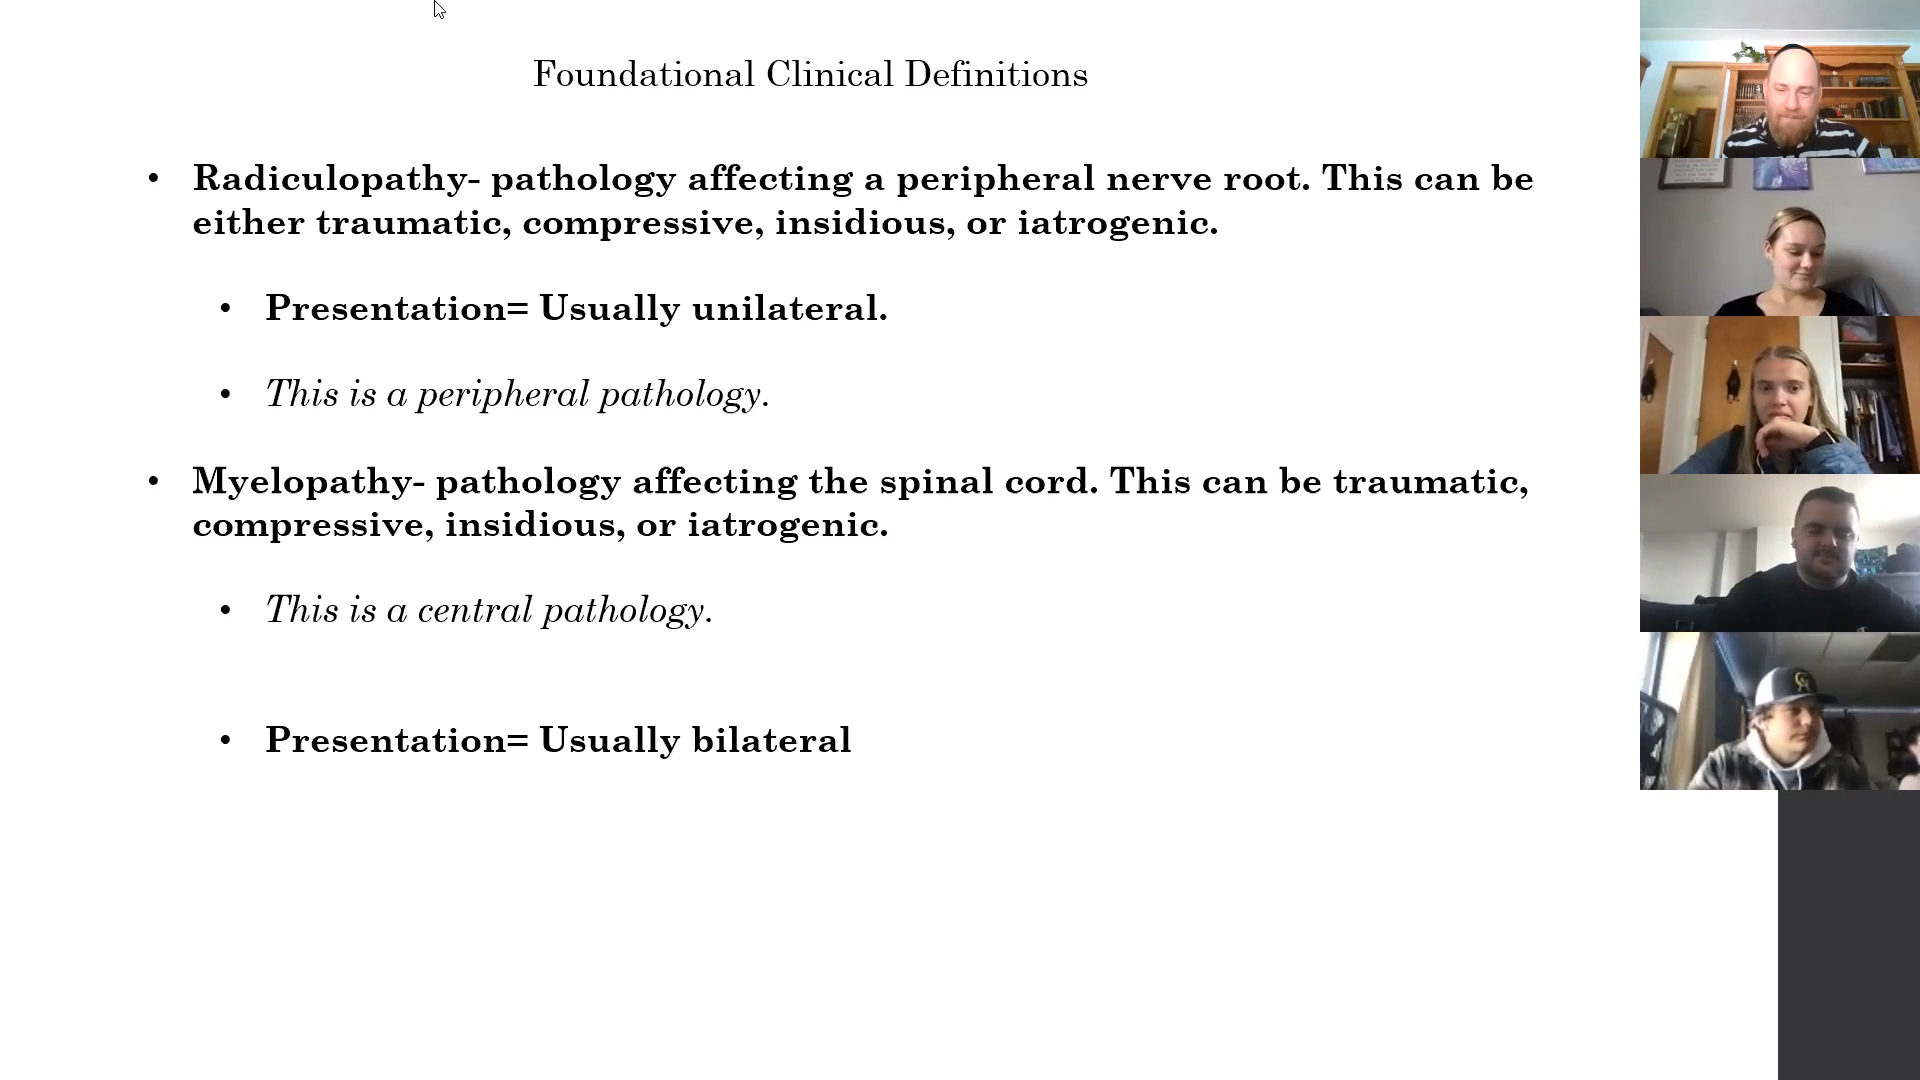 Foundational Clinical Definitions
• Radiculopathy- pathology affecting a peripheral nerve root. This can be
either traumatic, compressive, insidious, or iatrogenic.
• Presentation= Usually unilateral.
• This is a peripheral pathology.
• Myelopathy- pathology affecting the spinal cord. This can be traumatic,
compressive, insidious, or iatrogenic.
• This is a central pathology.
• Presentation= Usually bilateral